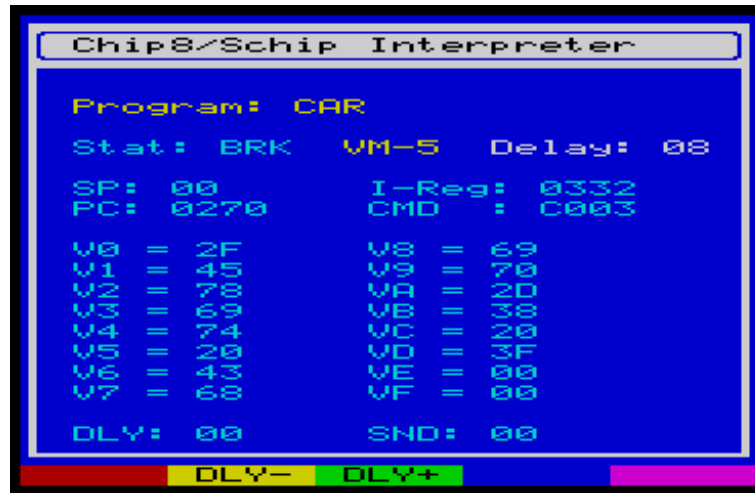 Chip8/Schip Interpreter
Program: CAR
Stat: BRK VM-5 Delay: 08
SP: 00 I-Reg: 0332
PC: 0270 CMD : C003
V0 = 2F V8 = 69
V1 = 45 V9 = 70
V2 = 78 VA = 2D
V3 = 69 VB = 38
V4 = 74 VC = 20
V5 = 20 VD = 3F
V6 = 43 VE = 00
V7 = 68 VF = 00
DLY: 00 SND: 00
DLY- DLY+